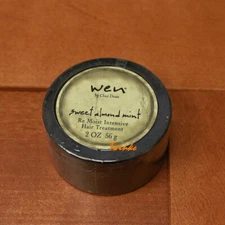 wen
by Chaz Dean
sweet almond mint
Re Moist Intensive
Hair Treatment
2 OZ 56 g